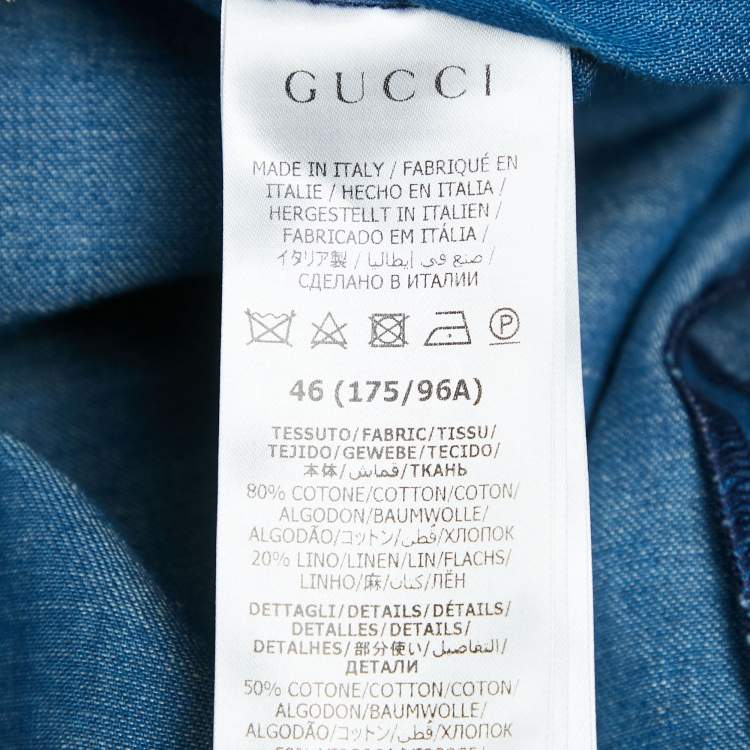 GUCCI
MADE IN ITALY / FABRIQUÉ EN
ITALIE / HECHO EN ITALIA /
HERGESTELLT IN ITALIEN /
FABRICADO EM ITÁLIA /
イタリア製 / صنع في إيطاليا /
СДЕЛАНО В ИТАЛИИ
P
46 (175/96A)
TESSUTO/FABRIC/TISSU/
TEJIDO/GEWEBE/TECIDO/
本体/قماش/ТКАНЬ
80% COTONE/COTTON/COTON/
ALGODON/BAUMWOLLE/
ALGODÃO/コットン/قطن/ХЛОПОК
20% LINO/LINEN/LIN/FLACHS/
LINHO/麻/كتان/ЛЁН
DETTAGLI/DETAILS/DÉTAILS/
DETALLES/DETAILS/
DETALHES/部分使い/التفاصيل/
ДЕТАЛИ
50% COTONE/COTTON/COTON/
ALGODON/BAUMWOLLE/
ALGODÃO/コットン/قطن/ХЛОПОК